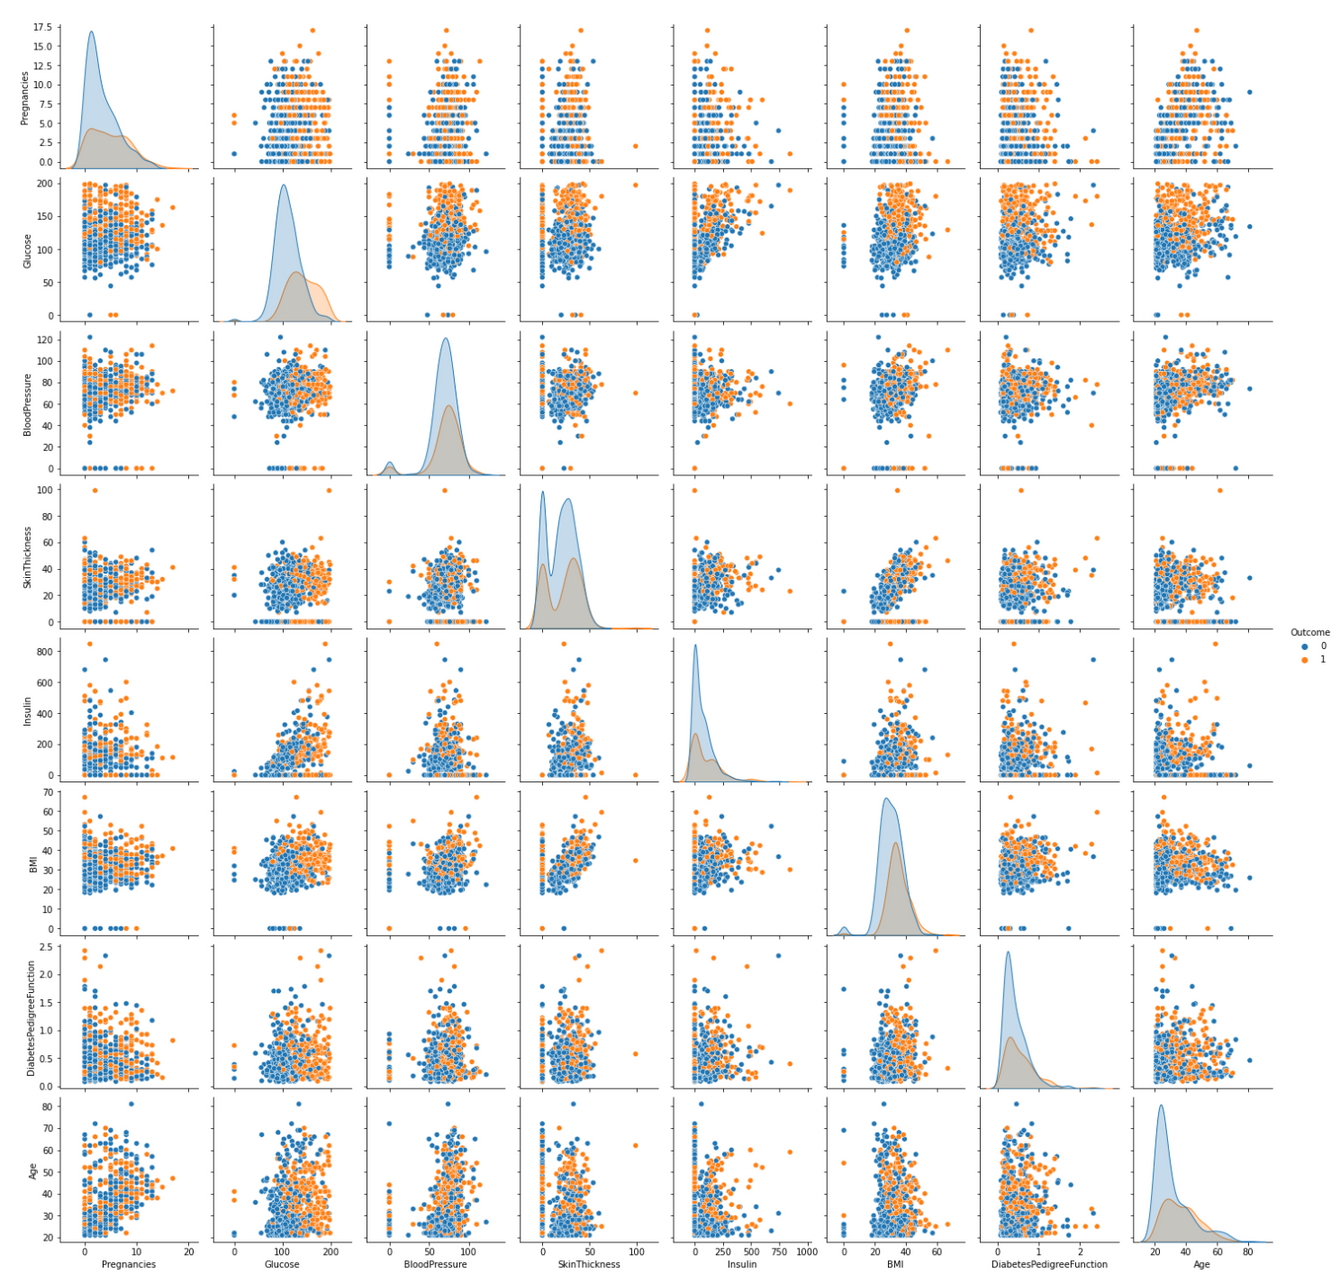 17.5
15.0
12.5
10.0
7.5
5.0
2.5
0.0
Pregnancies
200
150
100
50
0
Glucose
120
100
80
60
40
20
0
BloodPressure
100
80
60
40
20
0
SkinThickness
800
600
400
200
0
Insulin
70
60
50
40
30
20
10
0
BMI
2.5
2.0
1.5
1.0
0.5
0.0
DiabetesPedigreeFunction
80
70
60
50
40
30
20
Age
0 10 20
Pregnancies
0 100 200
Glucose
0 50 100
BloodPressure
0 50 100
SkinThickness
0 250 500 750 1000
Insulin
0 20 40 60
BMI
0 1 2
DiabetesPedigreeFunction
20 40 60 80
Age
Outcome
0
1